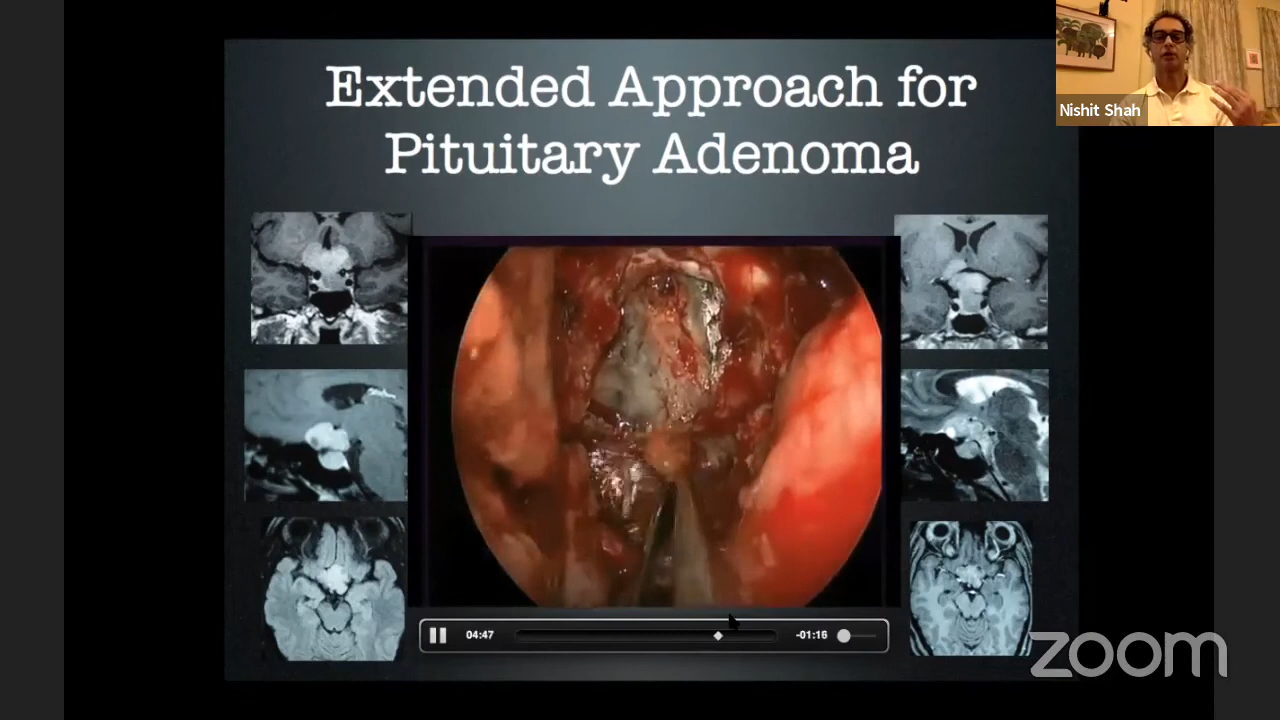 Extended Approach for
Pituitary Adenoma
Nishit Shah
04:47
-01:16
zoom